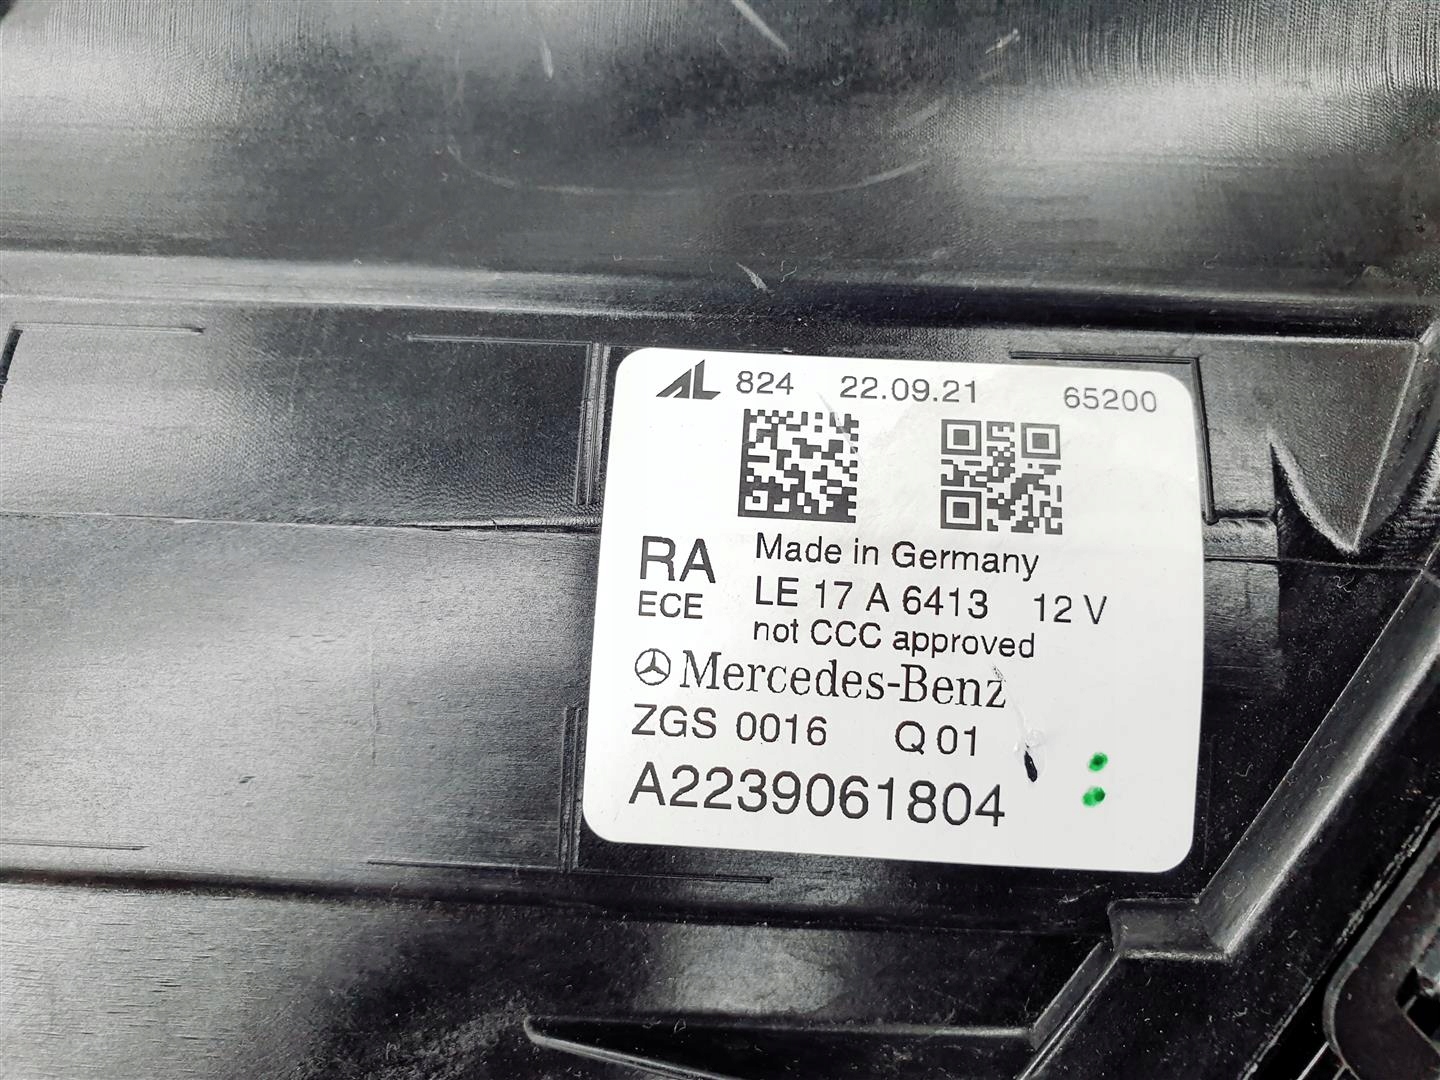 AL 824 22.09.21 65200
RA Made in Germany
ECE LE 17 A 6413 12 V
not CCC approved
Mercedes-Benz
ZGS 0016 Q 01
A2239061804